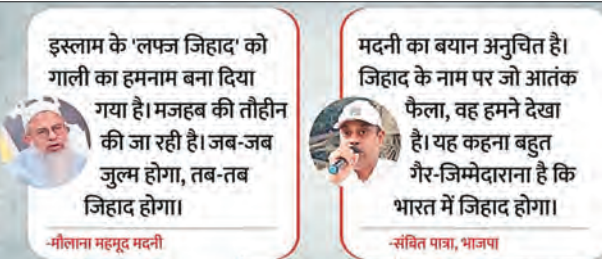 इस्लाम के 'लफ्ज जिहाद' को
गाली का हमनाम बना दिया
गया है। मजहब की तौहीन
की जा रही है। जब-जब
जुल्म होगा, तब-तब
जिहाद होगा।
-मौलाना महमूद मदनी
मदनी का बयान अनुचित है।
जिहाद के नाम पर जो आतंक
फैला, वह हमने देखा
है। यह कहना बहुत
गैर-जिम्मेदाराना है कि
भारत में जिहाद होगा।
-संबित पात्रा, भाजपा